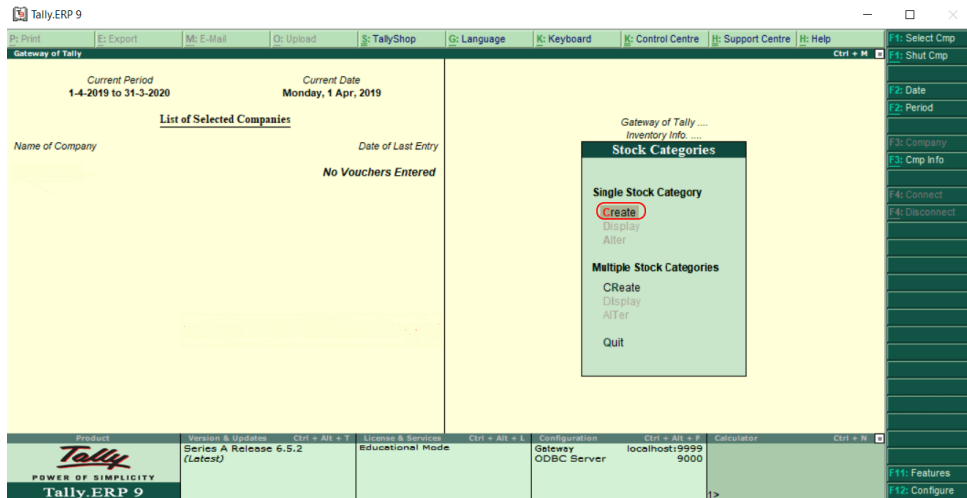 Tally.ERP 9
P: Print E: Export M: E-Mail O: Upload S: TallyShop G: Language K: Keyboard K: Control Centre H: Support Centre H: Help
Gateway of Tally Ctrl + M
Current Period Current Date
1-4-2019 to 31-3-2020 Monday, 1 Apr, 2019
List of Selected Companies
Name of Company Date of Last Entry
No Vouchers Entered
Gateway of Tally ....
Inventory Info. ....
Stock Categories
Single Stock Category
Create
Display
Alter
Multiple Stock Categories
CReate
DIsplay
AlTer
Quit
F1: Select Cmp
F1: Shut Cmp
F2: Date
F2: Period
F3: Company
F3: Cmp Info
F4: Connect
F4: Disconnect
F11: Features
F12: Configure
Product
Tally
POWER OF SIMPLICITY
Tally.ERP 9
Version & Updates Ctrl + Alt + T
Series A Release 6.5.2
(Latest)
License & Services Ctrl + Alt + L
Educational Mode
Configuration Ctrl + Alt + F
Gateway localhost:9999
ODBC Server 9000
Calculator Ctrl + N
1>